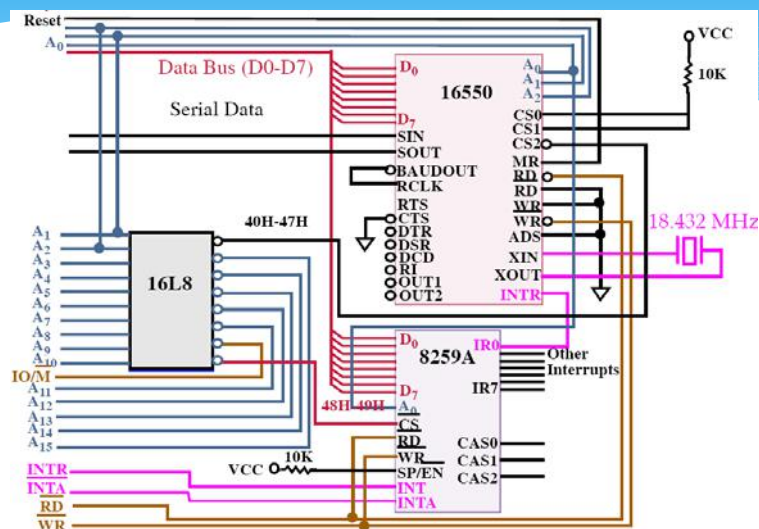 Reset
A0
Data Bus (D0-D7)
Serial Data
D0
D7
SIN
SOUT
BAUDOUT
RCLK
RTS
CTS
DTR
DSR
DCD
RI
OUT1
OUT2
16550
A0
A1
A2
CS0
CS1
CS2
MR
RD
RD
WR
WR
ADS
XIN
XOUT
INTR
VCC
10K
18.432 MHz
40H-47H
A1
A2
A3
A4
A5
A6
A7
A8
A9
A10
IO/M
A11
A12
A13
A14
A15
16L8
48H-49H
D0
D7
A0
CS
RD
WR
SP/EN
INT
INTA
8259A
IR0
IR7
Other
Interrupts
CAS0
CAS1
CAS2
VCC
10K
INTR
INTA
RD
WR